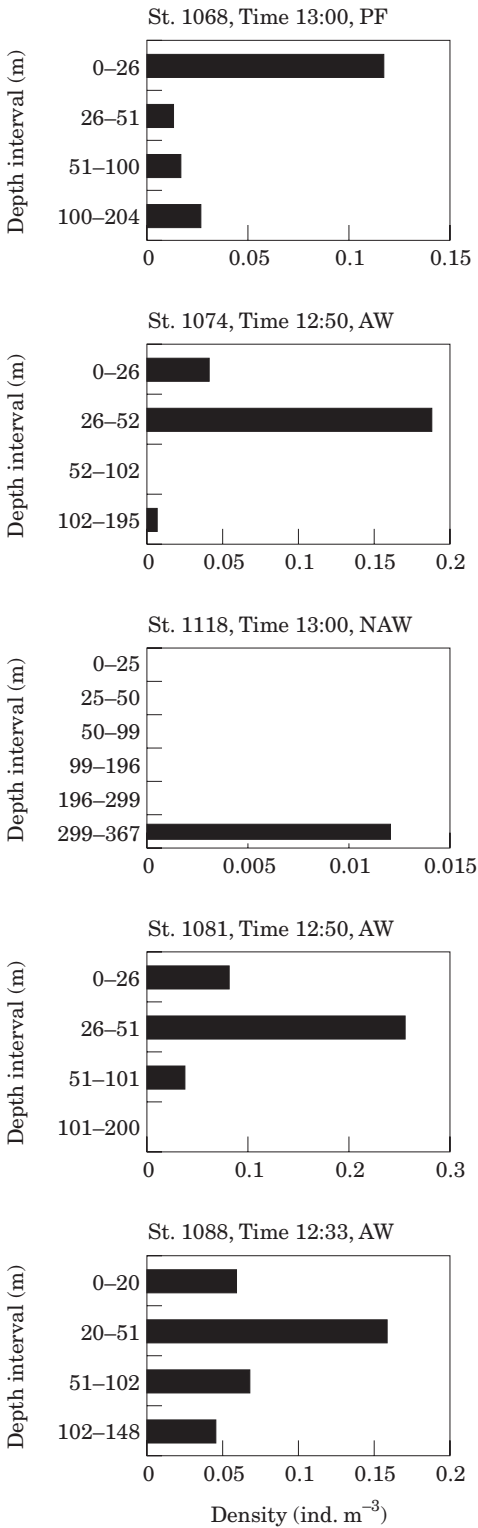 St. 1068, Time 13:00, PF
Depth interval (m)
0–26
26–51
51–100
100–204
0 0.05 0.1 0.15
St. 1074, Time 12:50, AW
Depth interval (m)
0–26
26–52
52–102
102–195
0 0.05 0.1 0.15 0.2
St. 1118, Time 13:00, NAW
Depth interval (m)
0–25
25–50
50–99
99–196
196–299
299–367
0 0.005 0.01 0.015
St. 1081, Time 12:50, AW
Depth interval (m)
0–26
26–51
51–101
101–200
0 0.1 0.2 0.3
St. 1088, Time 12:33, AW
Depth interval (m)
0–20
20–51
51–102
102–148
0 0.05 0.1 0.15 0.2
Density (ind. m⁻³)